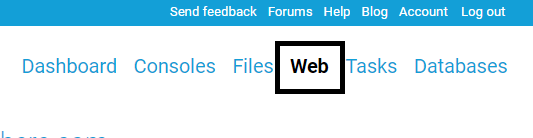 Send feedback Forums Help Blog Account Log out
Dashboard Consoles Files Web Tasks Databases